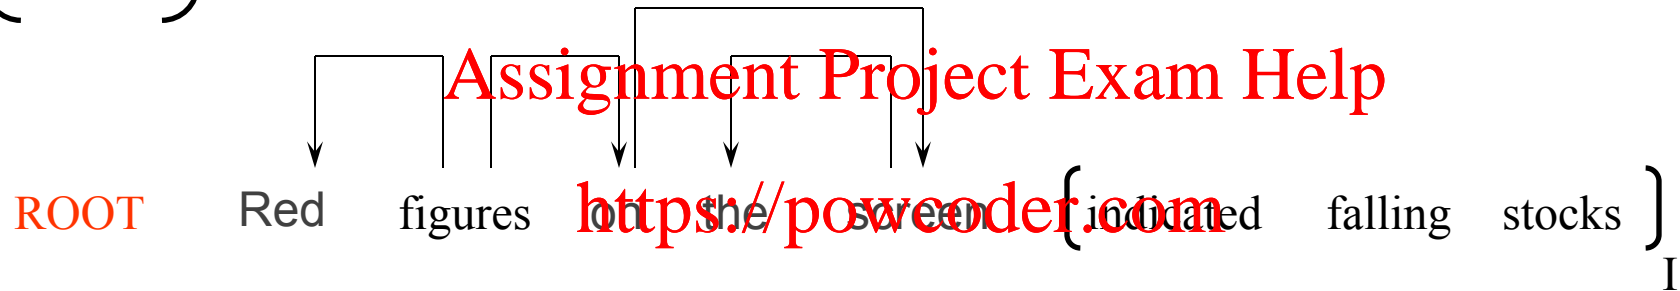 Assignment Project Exam Help
ROOT Red figures on the screen indicated falling stocks
https://powcoder.com
I